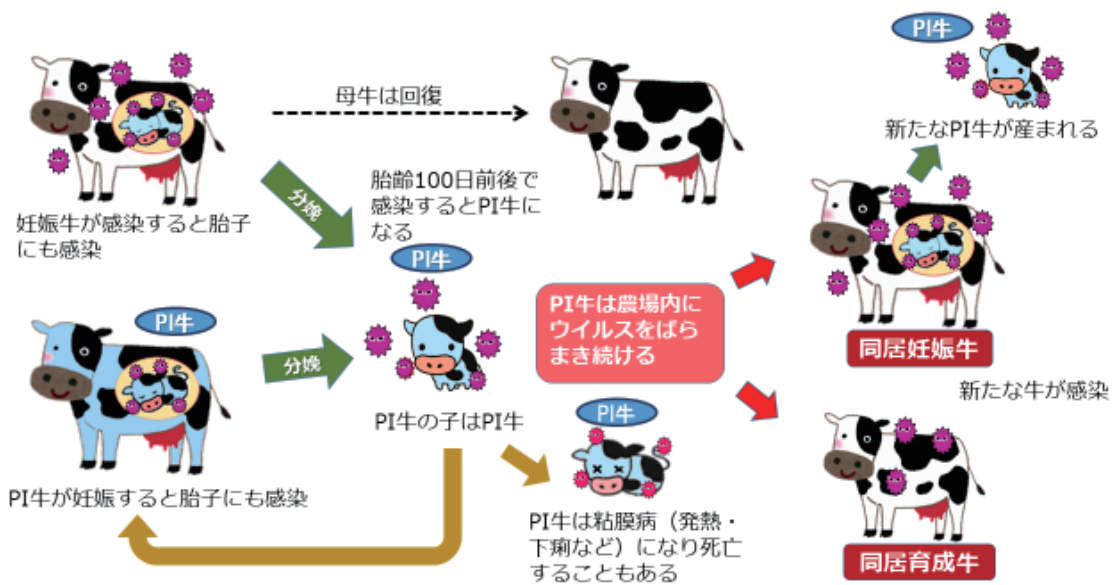 母牛は回復
妊娠牛が感染すると胎子
にも感染
分娩
胎齢100日前後で
感染するとPI牛に
なる
PI牛
PI牛
PI牛が妊娠すると胎子にも感染
分娩
PI牛の子はPI牛
PI牛は農場内に
ウイルスをばら
まき続ける
PI牛
PI牛は粘膜病（発熱・
下痢など）になり死亡
することもある
PI牛
新たなPI牛が産まれる
同居妊娠牛
新たな牛が感染
同居育成牛